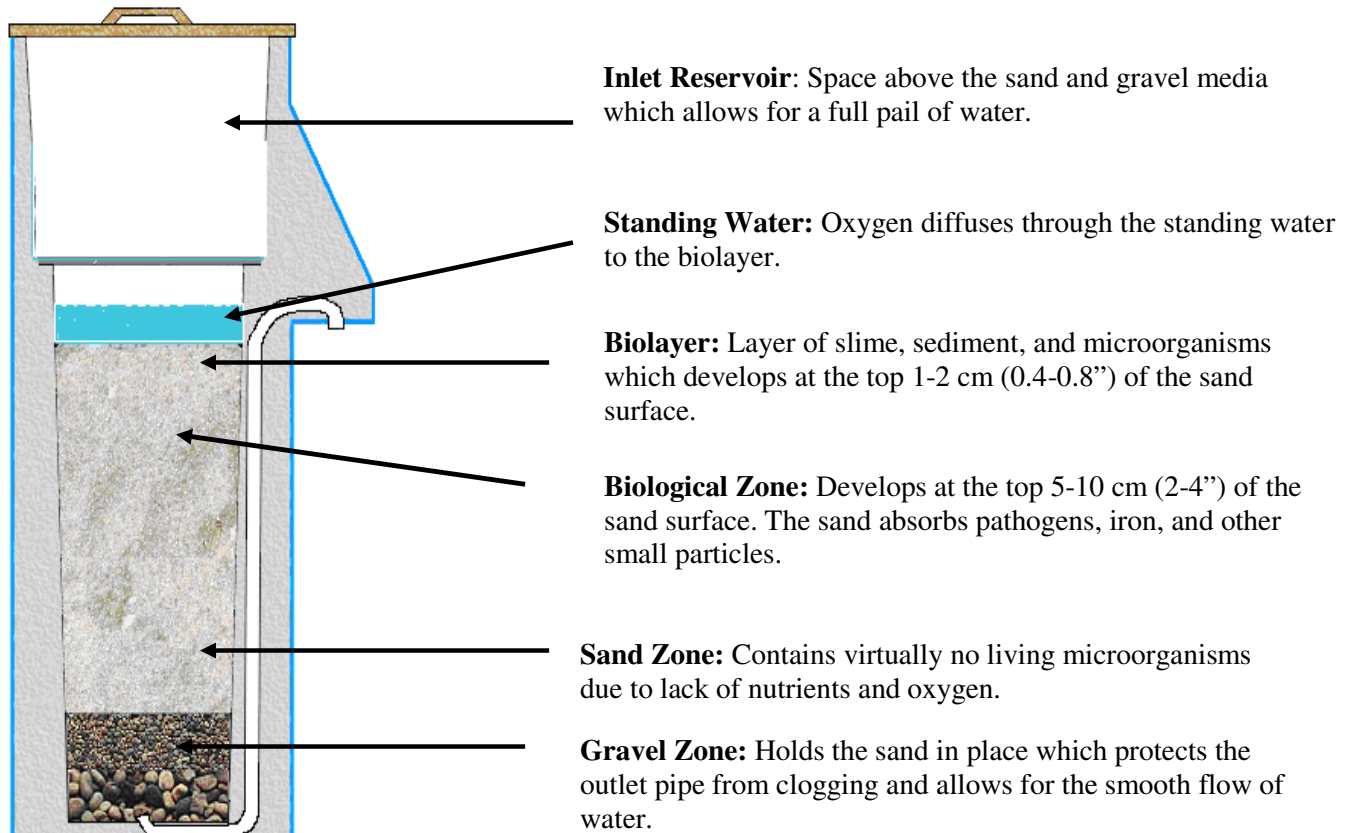 Inlet Reservoir: Space above the sand and gravel media
which allows for a full pail of water.
Standing Water: Oxygen diffuses through the standing water
to the biolayer.
Biolayer: Layer of slime, sediment, and microorganisms
which develops at the top 1-2 cm (0.4-0.8”) of the sand
surface.
Biological Zone: Develops at the top 5-10 cm (2-4”) of the
sand surface. The sand absorbs pathogens, iron, and other
small particles.
Sand Zone: Contains virtually no living microorganisms
due to lack of nutrients and oxygen.
Gravel Zone: Holds the sand in place which protects the
outlet pipe from clogging and allows for the smooth flow of
water.